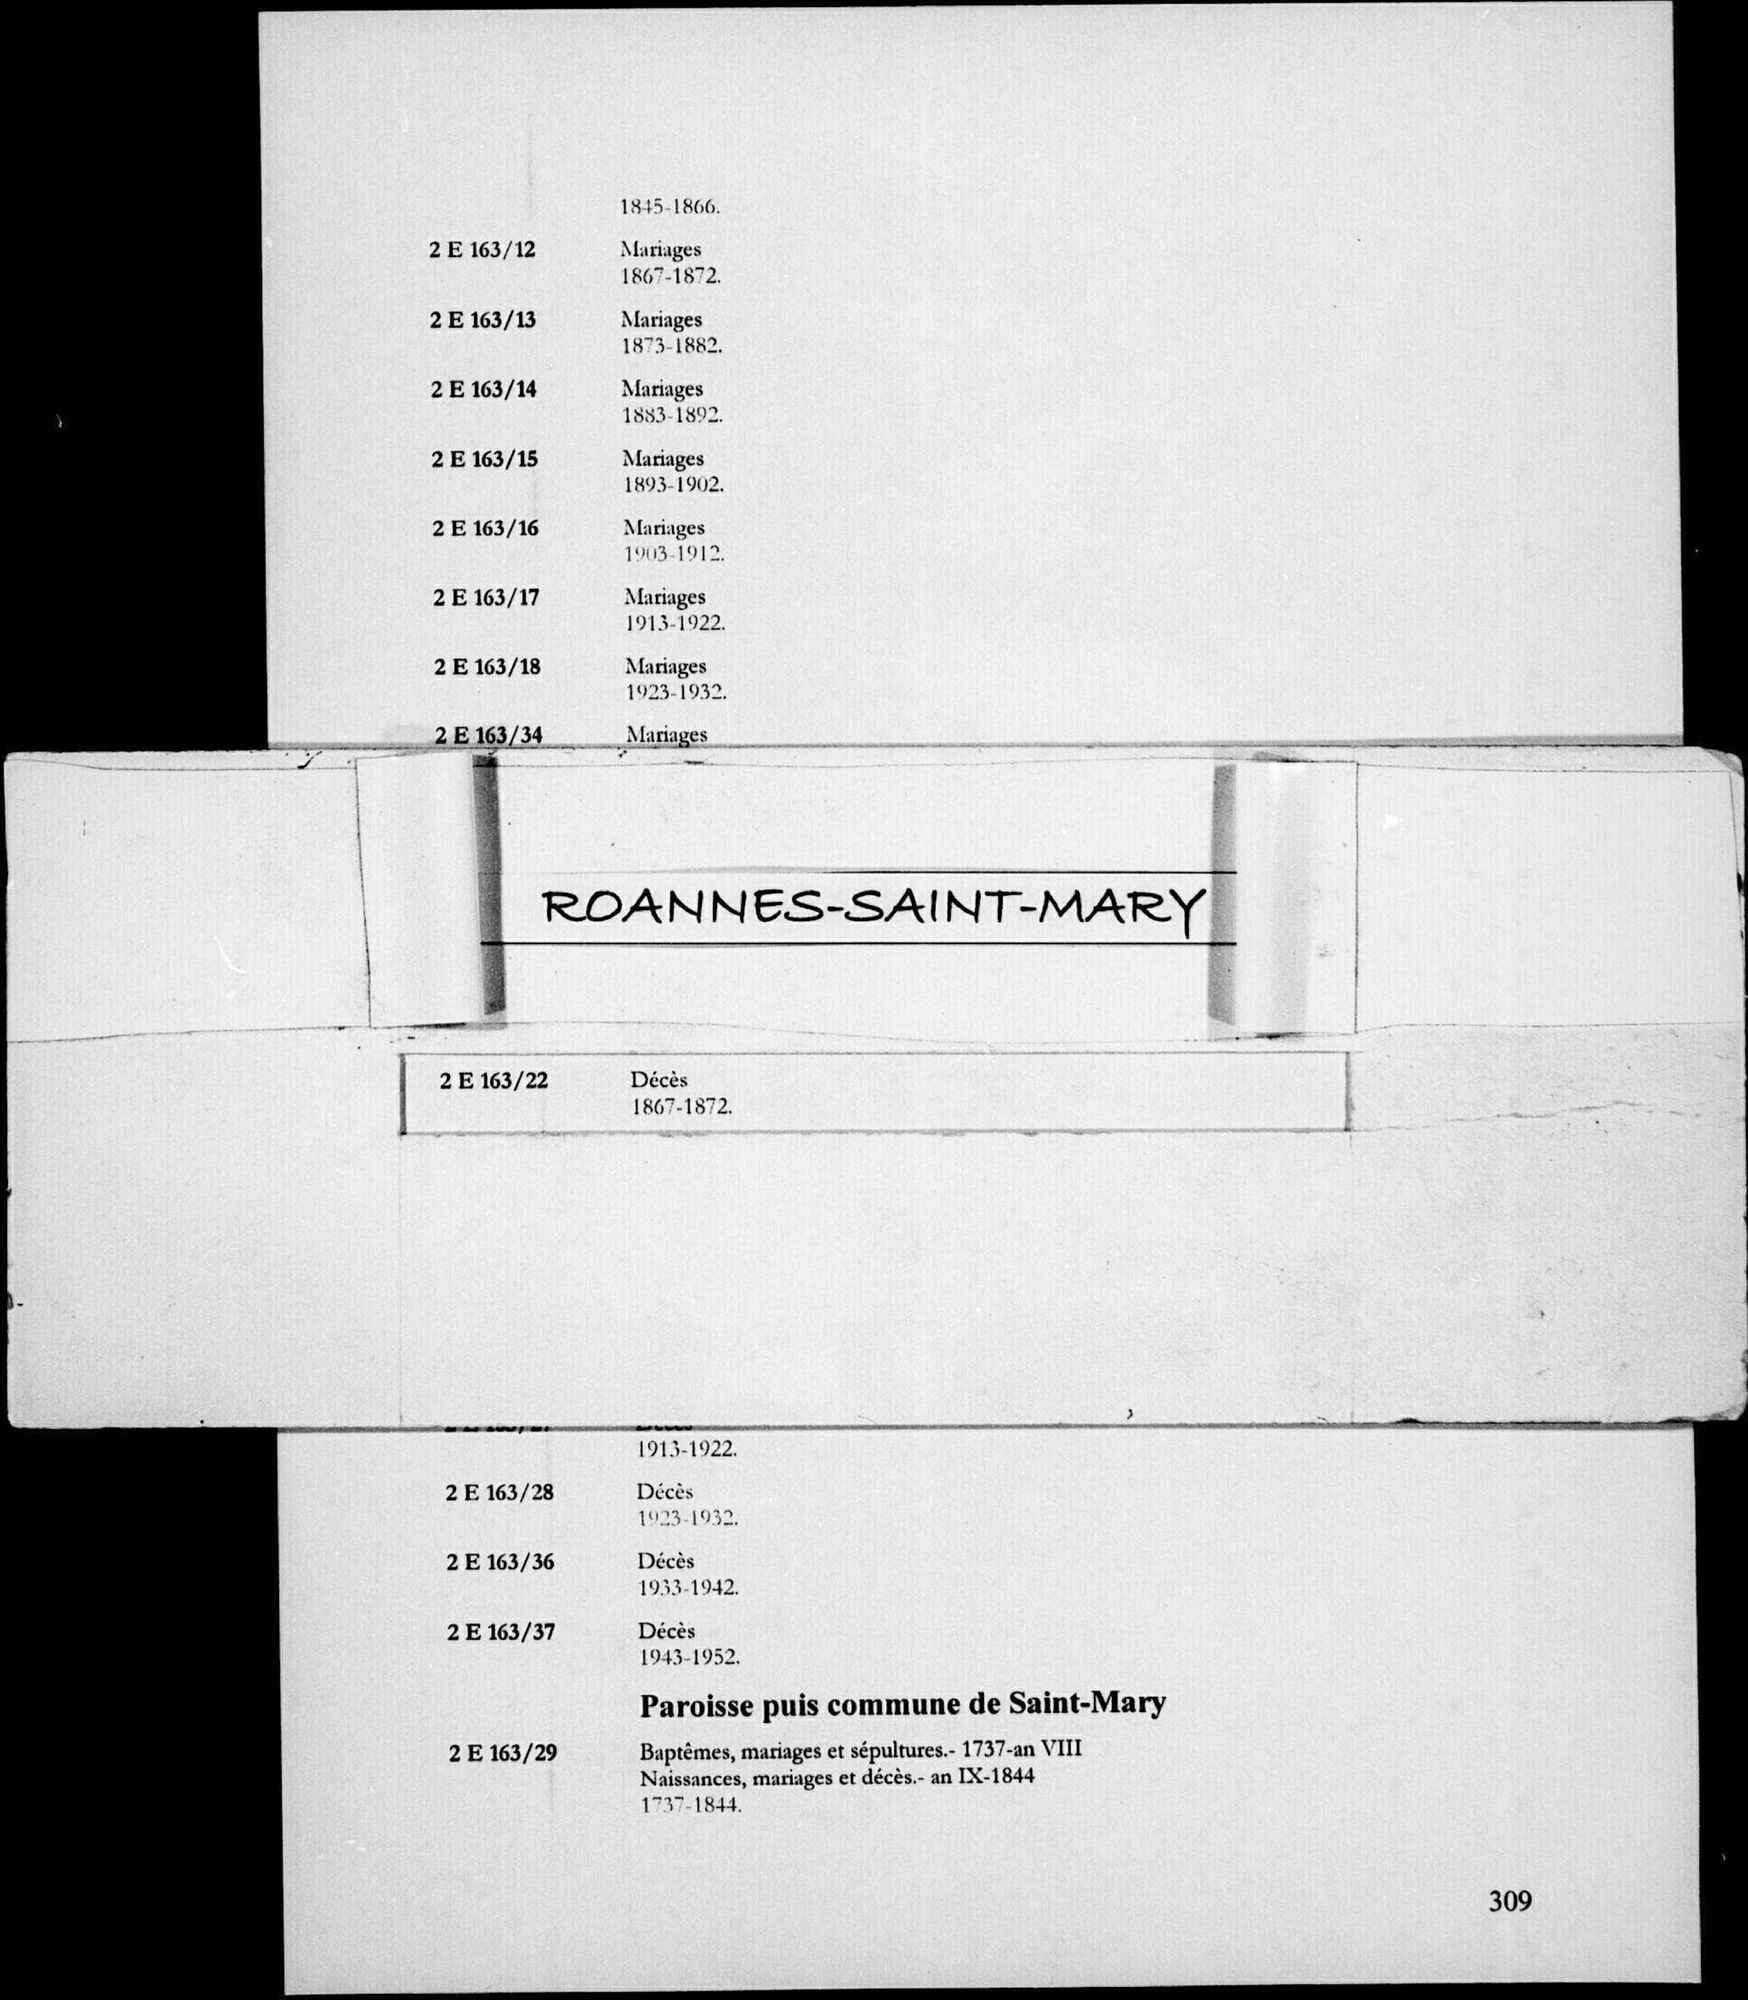 1845-1866.
2 E 163/12 Mariages
1867-1872.
2 E 163/13 Mariages
1873-1882.
2 E 163/14 Mariages
1883-1892.
2 E 163/15 Mariages
1893-1902.
2 E 163/16 Mariages
1903-1912.
2 E 163/17 Mariages
1913-1922.
2 E 163/18 Mariages
1923-1932.
2 E 163/34 Mariages
ROANNES-SAINT-MARY
2 E 163/22 Décès
1867-1872.
1913-1922.
2 E 163/28 Décès
1923-1932.
2 E 163/36 Décès
1933-1942.
2 E 163/37 Décès
1943-1952.
Paroisse puis commune de Saint-Mary
2 E 163/29 Baptêmes, mariages et sépultures.- 1737-an VIII
Naissances, mariages et décès.- an IX-1844
1737-1844.
309